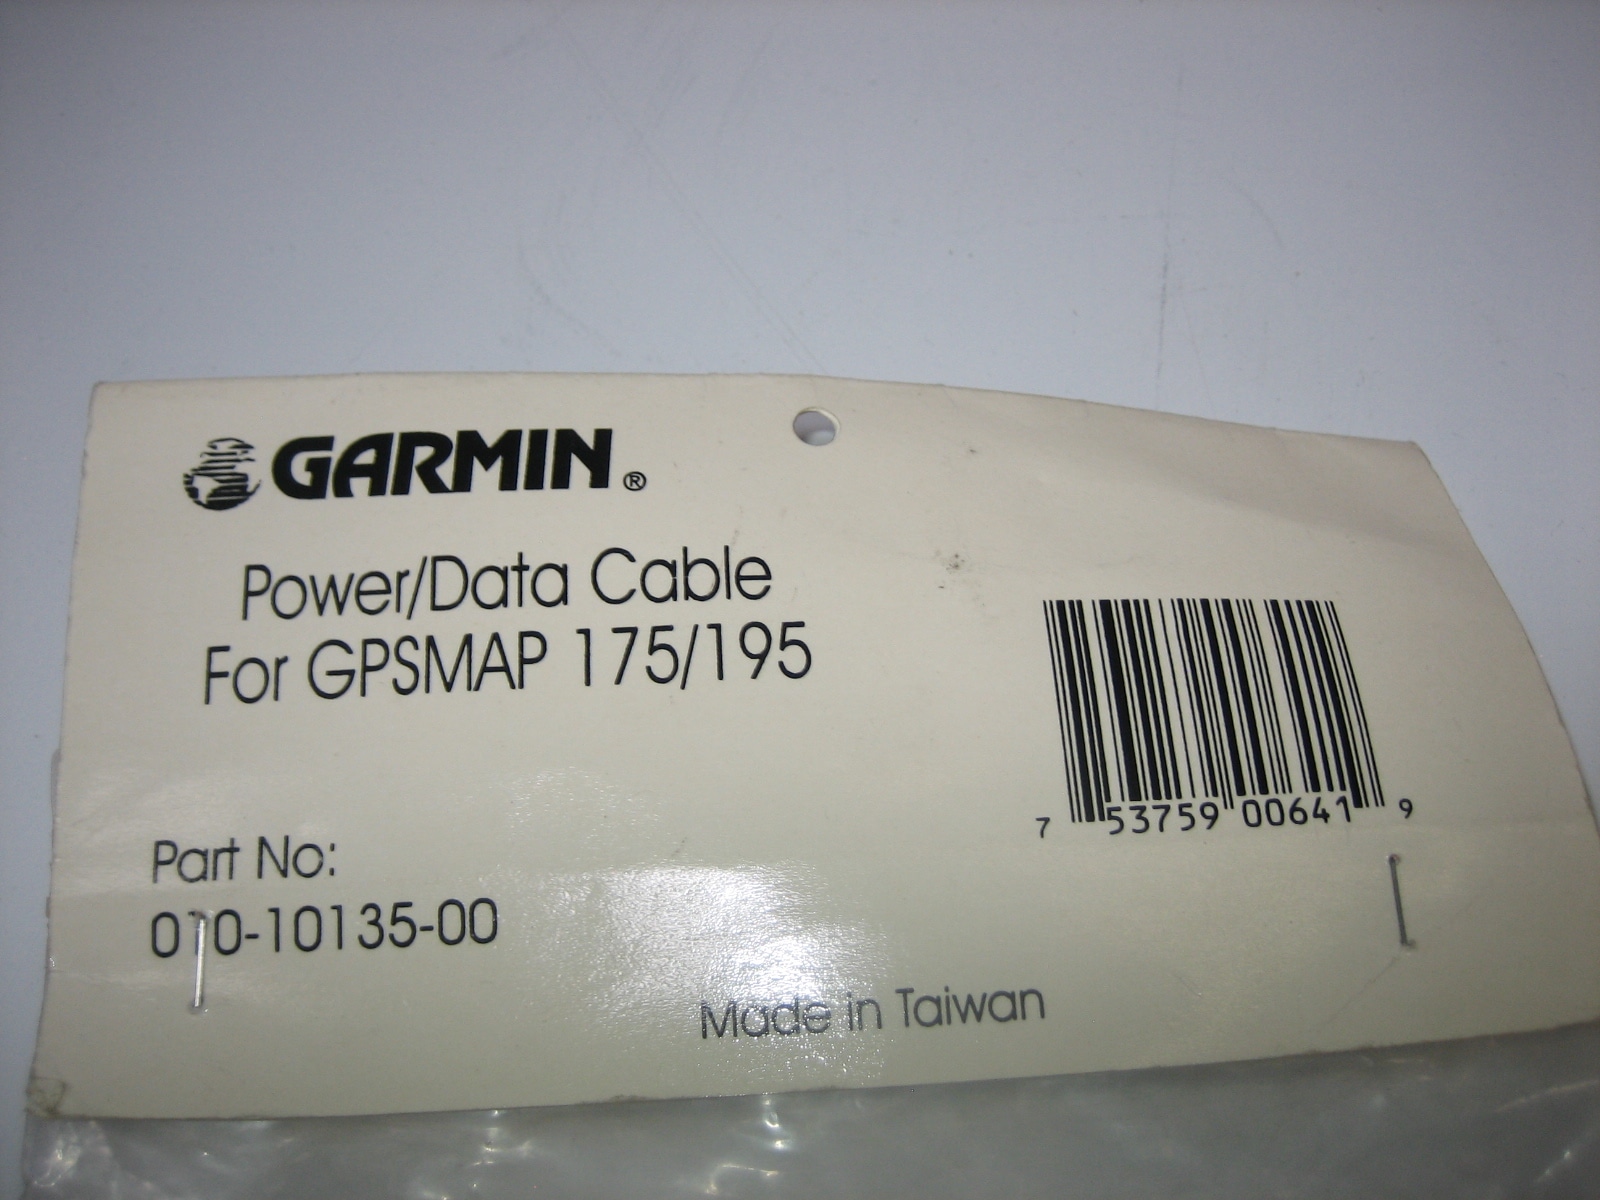 GARMIN®
Power/Data Cable
For GPSMAP 175/195
7 53759 00641 9
Part No:
010-10135-00
Made in Taiwan